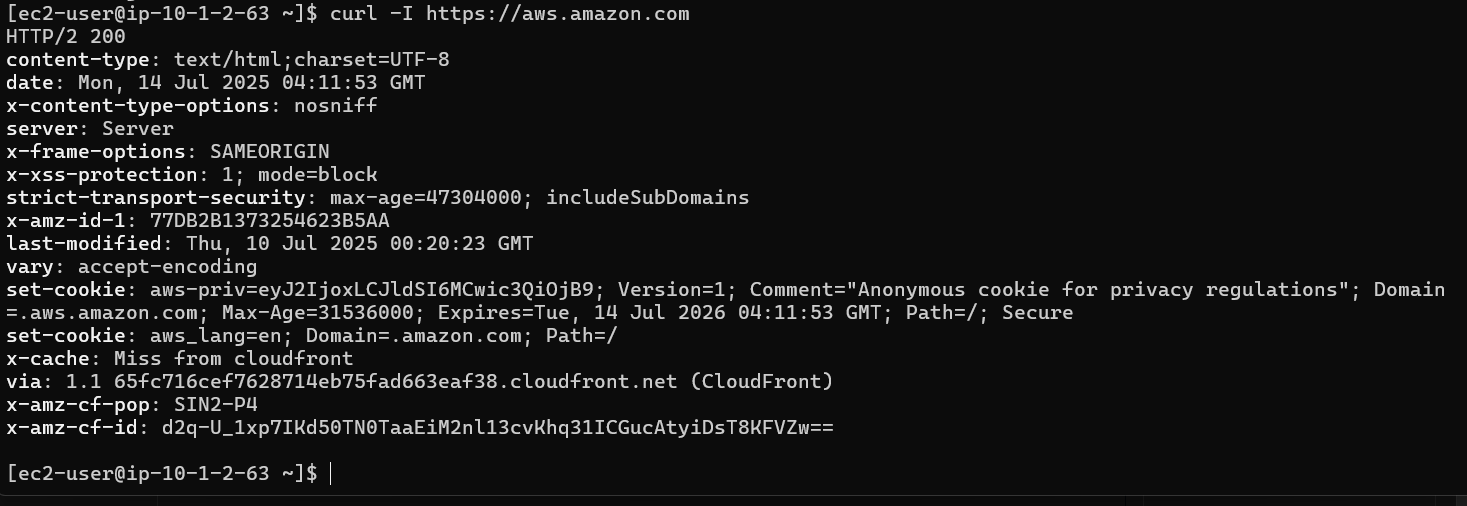 [ec2-user@ip-10-1-2-63 ~]$ curl -I https://aws.amazon.com
HTTP/2 200
content-type: text/html;charset=UTF-8
date: Mon, 14 Jul 2025 04:11:53 GMT
x-content-type-options: nosniff
server: Server
x-frame-options: SAMEORIGIN
x-xss-protection: 1; mode=block
strict-transport-security: max-age=47304000; includeSubDomains
x-amz-id-1: 77DB2B1373254623B5AA
last-modified: Thu, 10 Jul 2025 00:20:23 GMT
vary: accept-encoding
set-cookie: aws-priv=eyJ2IjoxLCJldSI6MCwic3QiOjB9; Version=1; Comment="Anonymous cookie for privacy regulations"; Domain
=.aws.amazon.com; Max-Age=31536000; Expires=Tue, 14 Jul 2026 04:11:53 GMT; Path=/; Secure
set-cookie: aws_lang=en; Domain=.amazon.com; Path=/
x-cache: Miss from cloudfront
via: 1.1 65fc716cef7628714eb75fad663eaf38.cloudfront.net (CloudFront)
x-amz-cf-pop: SIN2-P4
x-amz-cf-id: d2q-U_1xp7IKd50TN0TaaEiM2nl13cvKhq31ICGucAtyiDsT8KFVZw==
[ec2-user@ip-10-1-2-63 ~]$